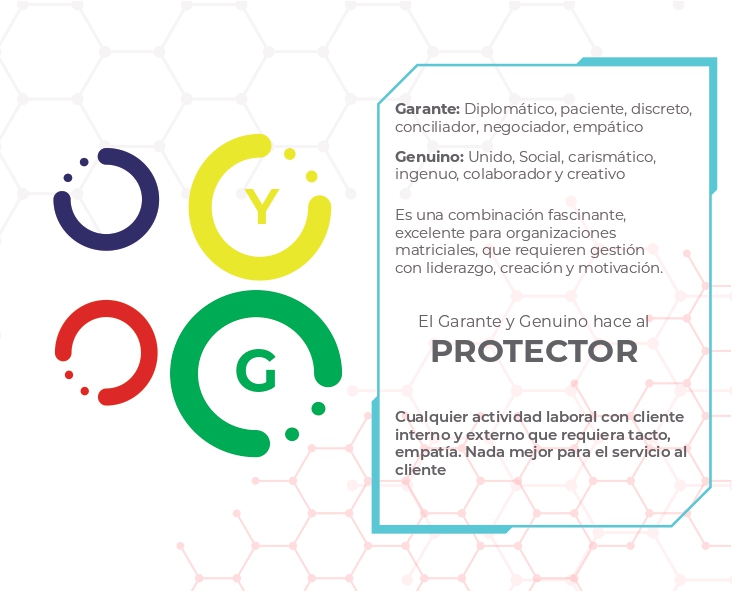 Y
G
Garante: Diplomático, paciente, discreto,
conciliador, negociador, empático
Genuino: Unido, Social, carismático,
ingenuo, colaborador y creativo
Es una combinación fascinante,
excelente para organizaciones
matriciales, que requieren gestión
con liderazgo, creación y motivación.
El Garante y Genuino hace al
PROTECTOR
Cualquier actividad laboral con cliente
interno y externo que requiera tacto,
empatía. Nada mejor para el servicio al
cliente